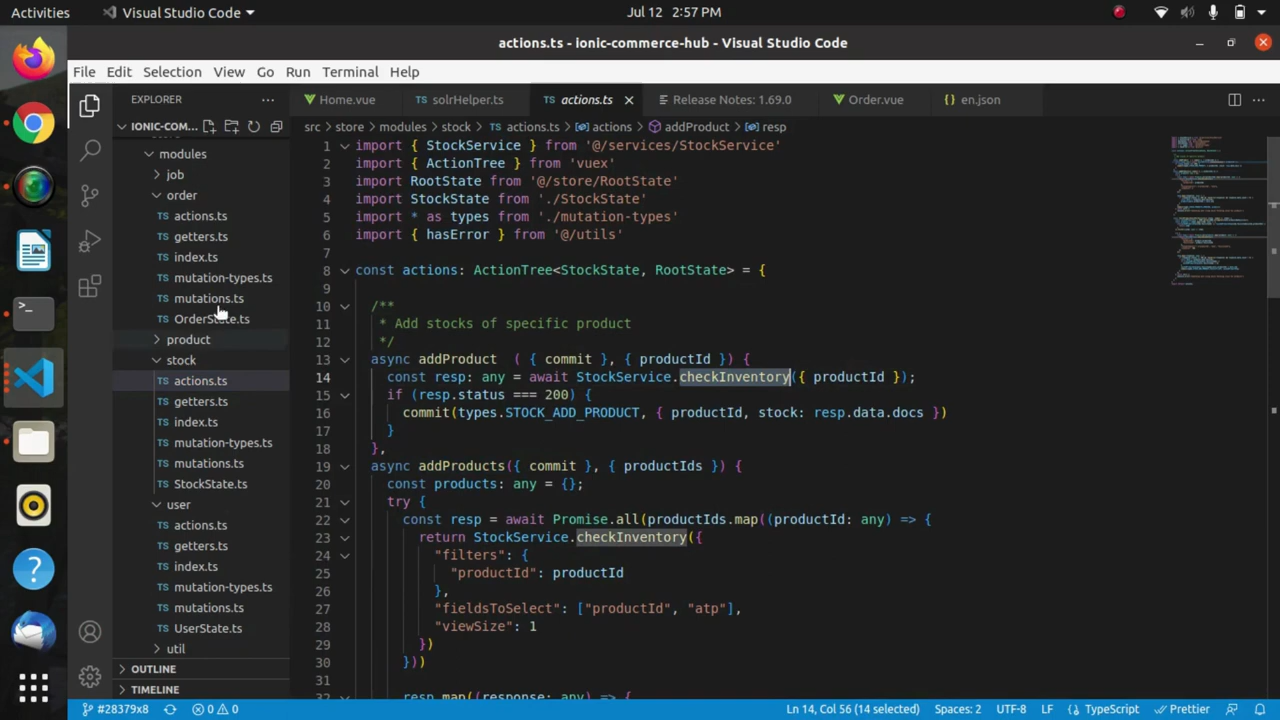 Activities
Visual Studio Code
Jul 12 2:57 PM
actions.ts - ionic-commerce-hub - Visual Studio Code
File Edit Selection View Go Run Terminal Help
EXPLORER
IONIC-COM...
modules
job
order
actions.ts
getters.ts
index.ts
mutation-types.ts
mutations.ts
OrderState.ts
product
stock
actions.ts
getters.ts
index.ts
mutation-types.ts
mutations.ts
StockState.ts
user
actions.ts
getters.ts
index.ts
mutation-types.ts
mutations.ts
UserState.ts
util
OUTLINE
TIMELINE
Home.vue
solrHelper.ts
actions.ts
Release Notes: 1.69.0
Order.vue
en.json
src > store > modules > stock > actions.ts > actions > addProduct > resp
1 import { StockService } from '@/services/StockService'
2 import { ActionTree } from 'vuex'
3 import RootState from '@/store/RootState'
4 import StockState from './StockState'
5 import * as types from './mutation-types'
6 import { hasError } from '@/utils'
7
8 const actions: ActionTree<StockState, RootState> = {
9
10 /**
11 * Add stocks of specific product
12 */
13 async addProduct ( { commit }, { productId }) {
14 const resp: any = await StockService.checkInventory({ productId });
15 if (resp.status === 200) {
16 commit(types.STOCK_ADD_PRODUCT, { productId, stock: resp.data.docs })
17 }
18 },
19 async addProducts({ commit }, { productIds }) {
20 const products: any = {};
21 try {
22 const resp = await Promise.all(productIds.map((productId: any) => {
23 return StockService.checkInventory({
24 "filters": {
25 "productId": productId
26 },
27 "fieldsToSelect": ["productId", "atp"],
28 "viewSize": 1
29 })
30 }))
31
32 resp.map((response: any) => {
#28379x8
0 0
Ln 14, Col 56 (14 selected)
Spaces: 2
UTF-8
LF
TypeScript
Prettier